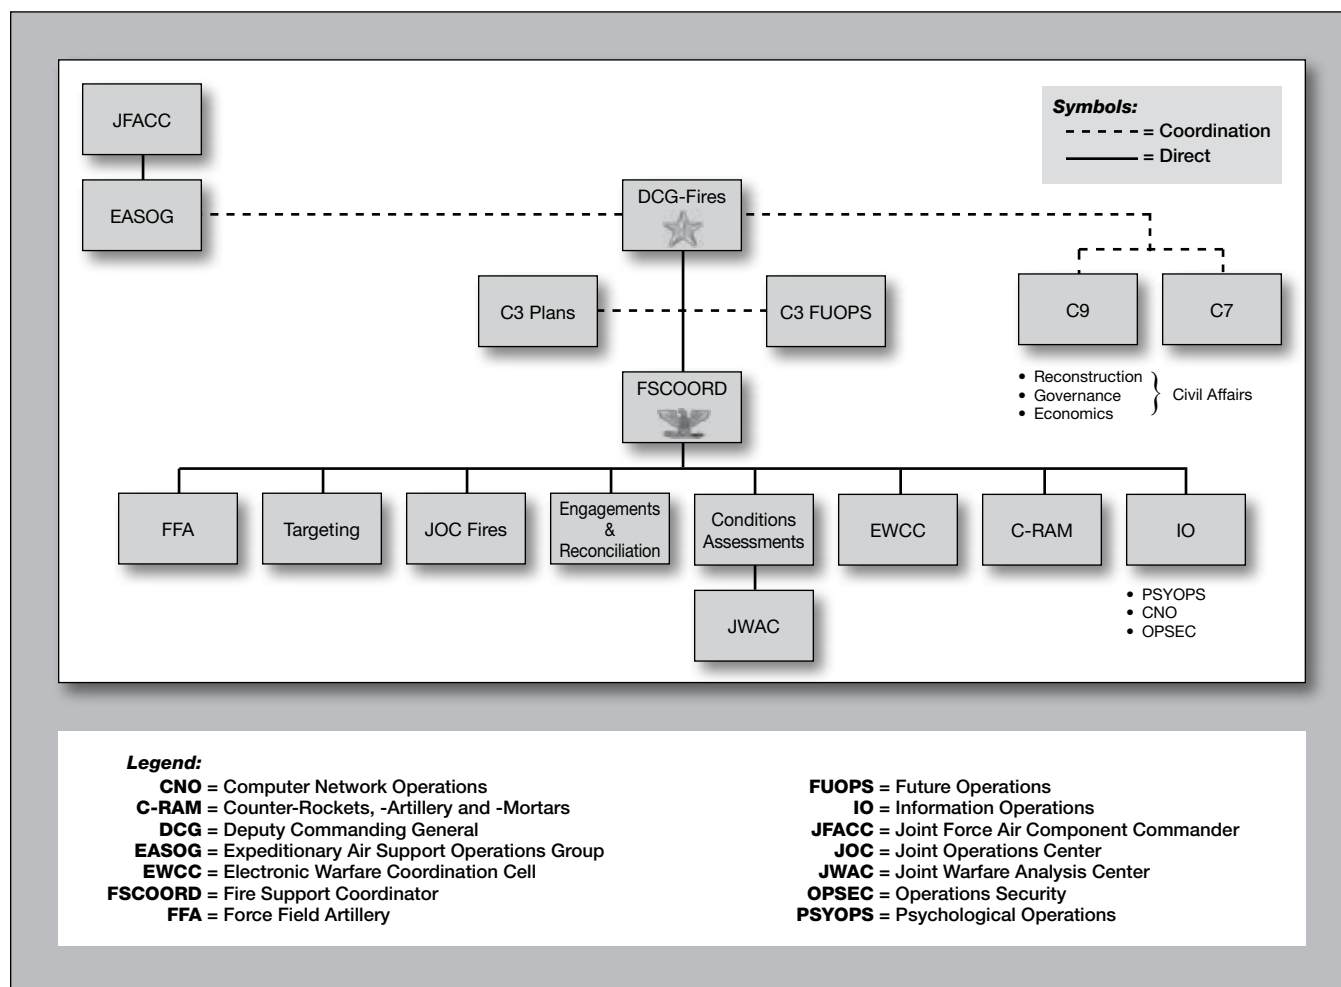 JFACC
Symbols:
= Coordination
= Direct
EASOG
DCG-Fires
C3 Plans
C3 FUOPS
C9
C7
• Reconstruction
• Governance
• Economics
Civil Affairs
FSCOORD
FFA
Targeting
JOC Fires
Engagements
&
Reconciliation
Conditions
Assessments
EWCC
C-RAM
IO
JWAC
• PSYOPS
• CNO
• OPSEC
Legend:
CNO = Computer Network Operations
C-RAM = Counter-Rockets, -Artillery and -Mortars
DCG = Deputy Commanding General
EASOG = Expeditionary Air Support Operations Group
EWCC = Electronic Warfare Coordination Cell
FSCOORD = Fire Support Coordinator
FFA = Force Field Artillery
FUOPS = Future Operations
IO = Information Operations
JFACC = Joint Force Air Component Commander
JOC = Joint Operations Center
JWAC = Joint Warfare Analysis Center
OPSEC = Operations Security
PSYOPS = Psychological Operations